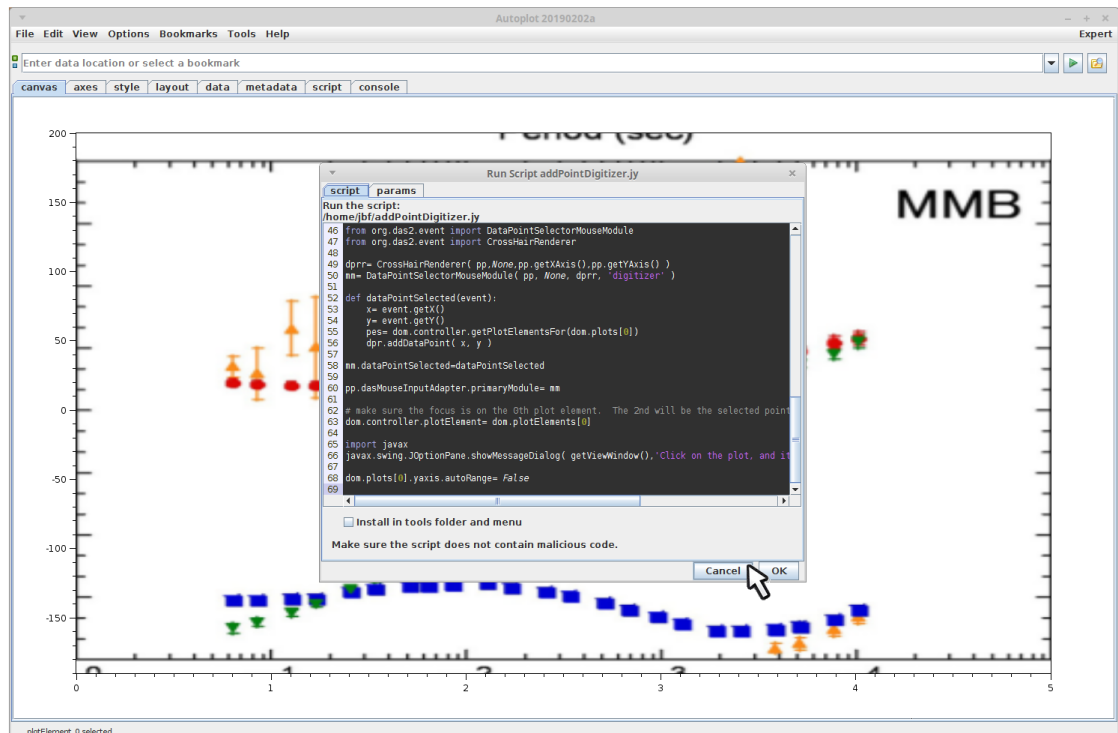 Autoplot 20190202a
File Edit View Options Bookmarks Tools Help
Expert
Enter data location or select a bookmark
canvas axes style layout data metadata script console
Period (sec)
MMB
200
150
100
50
0
-50
-100
-150
0 1 2 3 4
0 1 2 3 4 5
Run Script addPointDigitizer.jy
script params
Run the script:
/home/jbf/addPointDigitizer.jy
46 from org.das2.event import DataPointSelectorMouseModule
47 from org.das2.event import CrossHairRenderer
48
49 dprr= CrossHairRenderer( pp,None,pp.getXAxis(),pp.getYAxis() )
50 mm= DataPointSelectorMouseModule( pp, None, dprr, 'digitizer' )
51
52 def dataPointSelected(event):
53 x= event.getX()
54 y= event.getY()
55 pes= dom.controller.getPlotElementsFor(dom.plots[0])
56 dpr.addDataPoint( x, y )
57
58 mm.dataPointSelected=dataPointSelected
59
60 pp.dasMouseInputAdapter.primaryModule= mm
61
62 # make sure the focus is on the 0th plot element. The 2nd will be the selected point
63 dom.controller.plotElement= dom.plotElements[0]
64
65 import javax
66 javax.swing.JOptionPane.showMessageDialog( getViewWindow(),'Click on the plot, and it
67
68 dom.plots[0].yaxis.autoRange= False
69
Install in tools folder and menu
Make sure the script does not contain malicious code.
Cancel OK
plotElement_0 selected